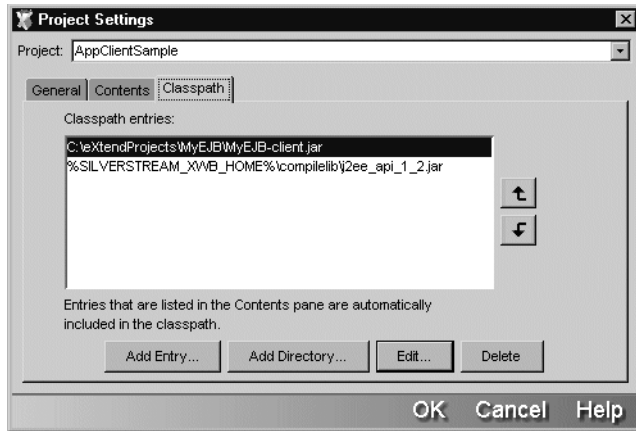 Project Settings
Project: AppClientSample
General Contents Classpath
Classpath entries:
C:\eXtendProjects\MyEJB\MyEJB-client.jar
%SILVERSTREAM_XWB_HOME%\compilelib\j2ee_api_1_2.jar
Entries that are listed in the Contents pane are automatically
included in the classpath.
Add Entry... Add Directory... Edit... Delete
OK Cancel Help